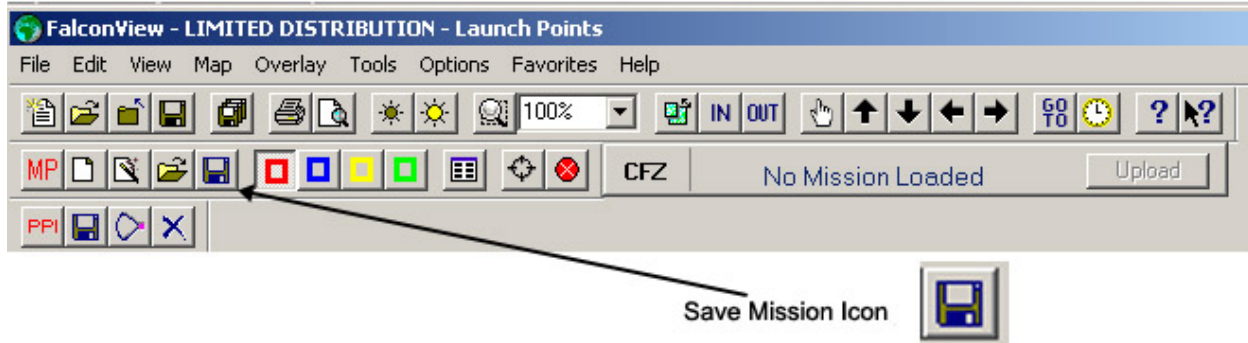 FalconView - LIMITED DISTRIBUTION - Launch Points
File Edit View Map Overlay Tools Options Favorites Help
100% IN OUT GO TO ? ?
MP CFZ No Mission Loaded Upload
PPI
Save Mission Icon